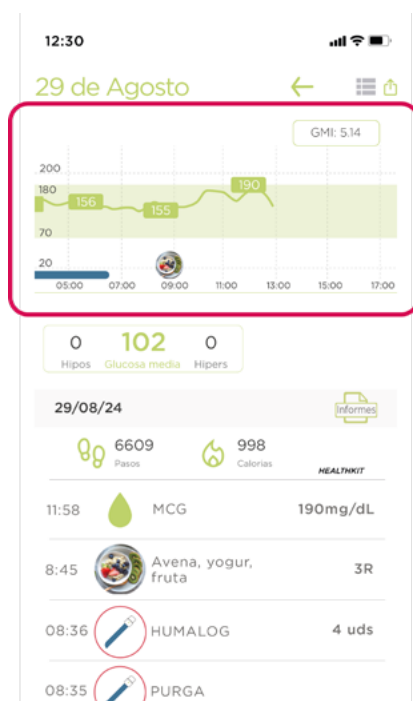 12:30
29 de Agosto
GMI: 5.14
200
180
156
155
190
70
20
05:00 07:00 09:00 11:00 13:00 15:00 17:00
0 102 0
Hipos Glucosa media Hipers
29/08/24 Informes
6609 998
Pasos Calorias HEALTHKIT
11:58 MCG 190mg/dL
8:45 Avena, yogur, fruta 3R
08:36 HUMALOG 4 uds
08:35 PURGA